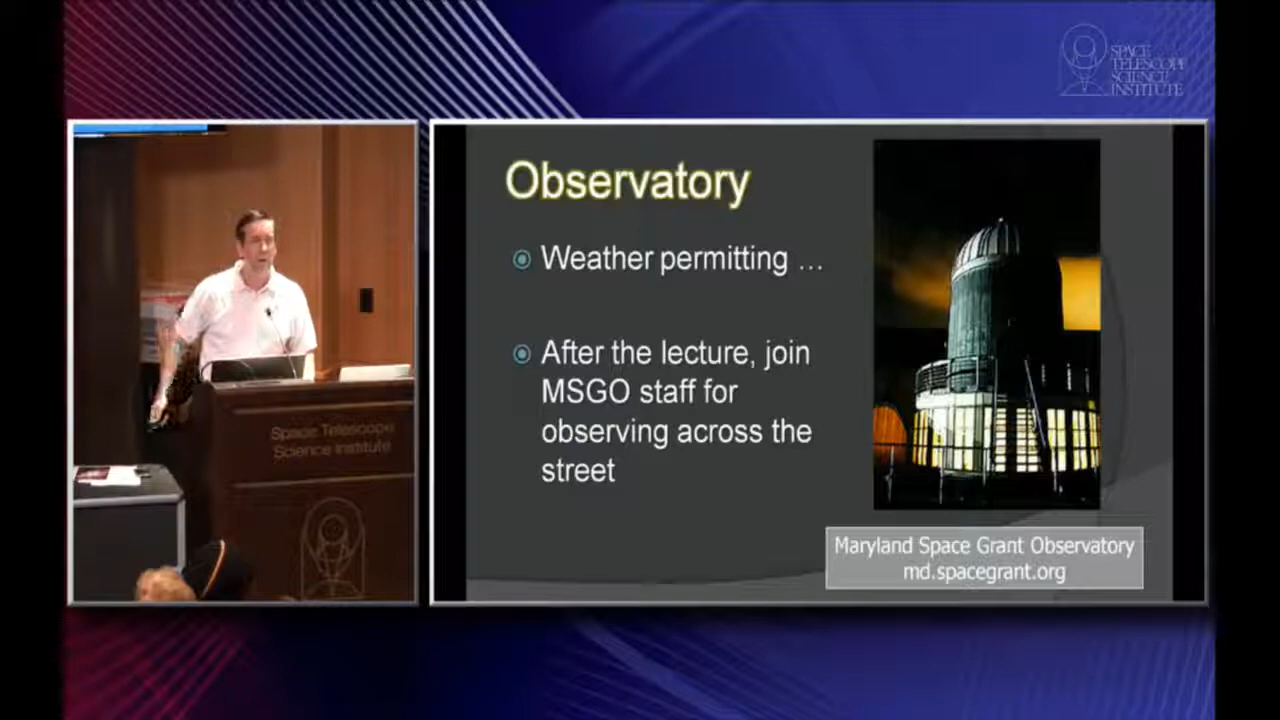 SPACE
TELESCOPE
SCIENCE
INSTITUTE
Observatory
Weather permitting …
After the lecture, join
MSGO staff for
observing across the
street
Maryland Space Grant Observatory
md.spacegrant.org
Space Telescope
Science Institute